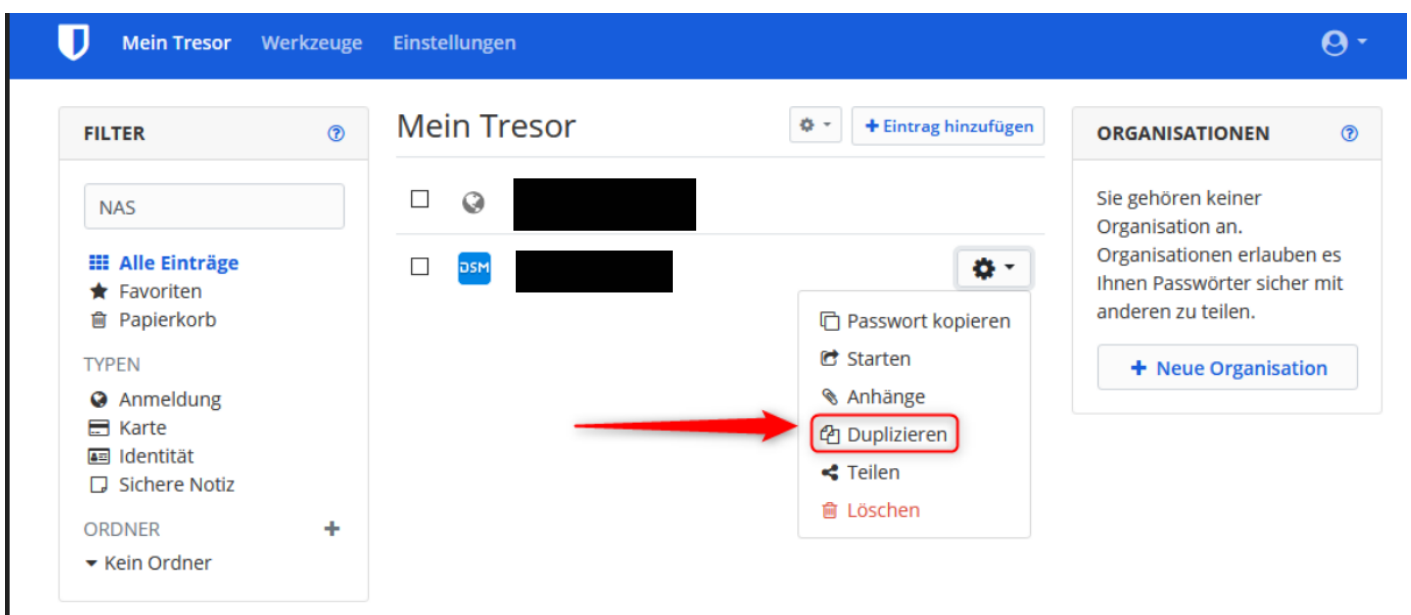 Mein Tresor Werkzeuge Einstellungen
FILTER
NAS
Alle Einträge
Favoriten
Papierkorb
TYPEN
Anmeldung
Karte
Identität
Sichere Notiz
ORDNER
Kein Ordner
Mein Tresor
Eintrag hinzufügen
DSM
Passwort kopieren
Starten
Anhänge
Duplizieren
Teilen
Löschen
ORGANISATIONEN
Sie gehören keiner
Organisation an.
Organisationen erlauben es
Ihnen Passwörter sicher mit
anderen zu teilen.
Neue Organisation